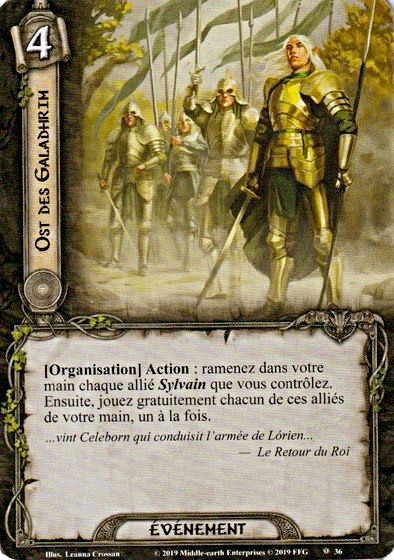 4
OST DES GALADHRIM
[Organisation] Action : ramenez dans votre
main chaque allié Sylvain que vous contrôlez.
Ensuite, jouez gratuitement chacun de ces alliés
de votre main, un à la fois.
...vint Celeborn qui conduisit l'armée de Lórien...
— Le Retour du Roi
ÉVÉNEMENT
Illus. Leanna Crossan
© 2019 Middle-earth Enterprises © 2019 FFG
36